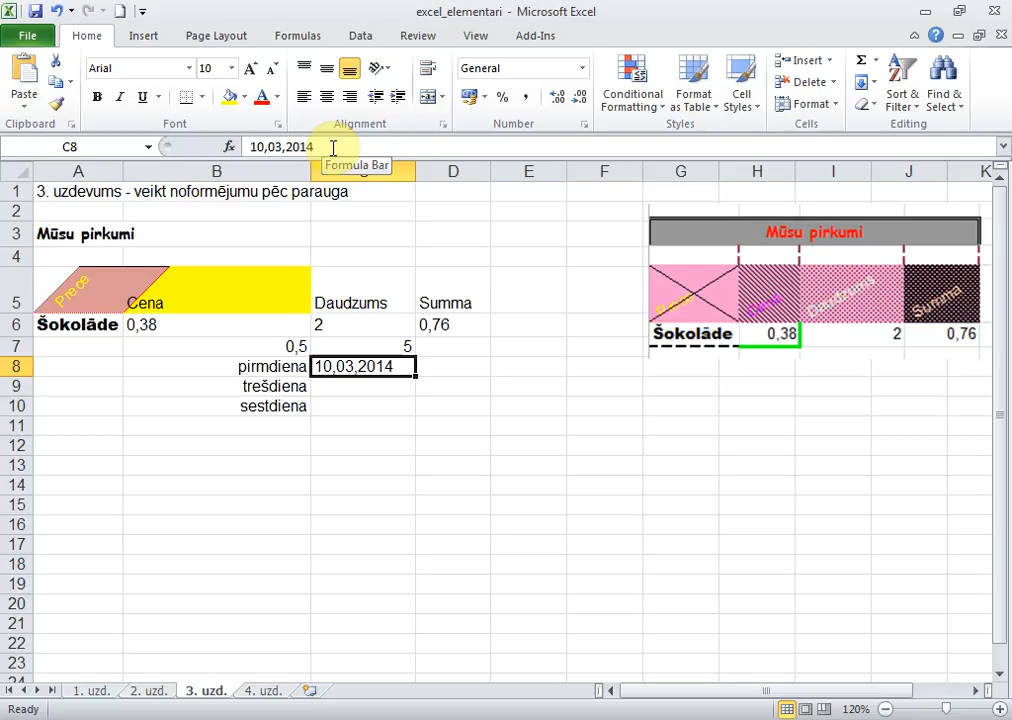 excel_elementari - Microsoft Excel
File Home Insert Page Layout Formulas Data Review View Add-Ins
Paste
Arial 10
General
Conditional Formatting
Format as Table
Cell Styles
Insert
Delete
Format
Sort & Filter
Find & Select
Clipboard Font Alignment Number Styles Cells Editing
C8 fx 10,03,2014
Formula Bar
A B C D E F G H I J K
1 3. uzdevums - veikt noformējumu pēc parauga
2
3 Mūsu pirkumi
Mūsu pirkumi
4
5 Prece Cena Daudzums Summa
Prece Cena Daudzums Summa
6 Šokolāde 0,38 2 0,76
Šokolāde 0,38 2 0,76
7 0,5 5
8 pirmdiena 10,03,2014
9 trešdiena
10 sestdiena
11
12
13
14
15
16
17
18
19
20
21
22
23
24
1. uzd. 2. uzd. 3. uzd. 4. uzd.
Ready 120%